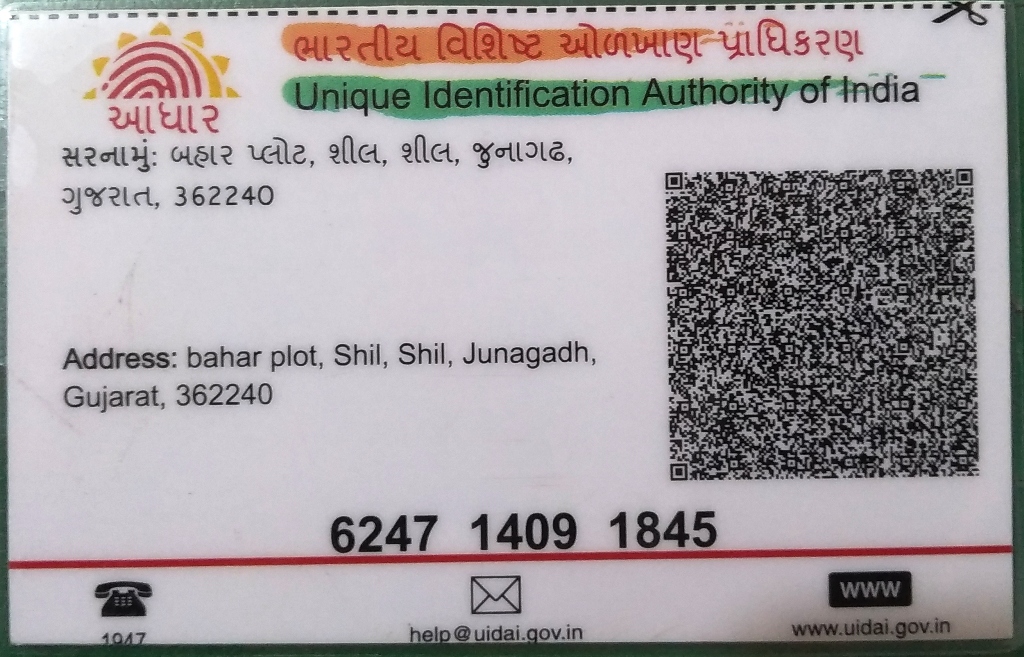 ભારતીય વિશિષ્ટ ઓળખાણ પ્રાધિકરણ
Unique Identification Authority of India
આધાર
સરનામું: બહાર પ્લોટ, શીલ, શીલ, જુનાગઢ,
ગુજરાત, 362240
Address: bahar plot, Shil, Shil, Junagadh,
Gujarat, 362240
6247 1409 1845
1947
help@uidai.gov.in
WWW
www.uidai.gov.in